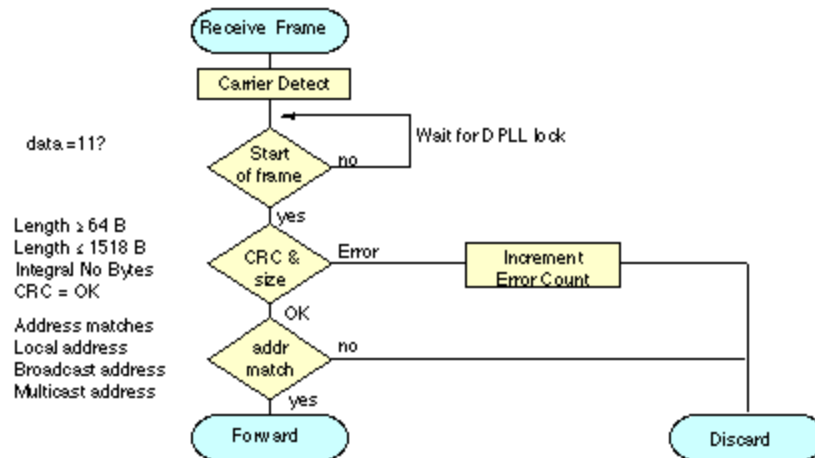 Receive Frame
Carrier Detect
data =11?
Wait for DPLL lock
Start
of frame
no
yes
Length ≥ 64 B
Length ≤ 1518 B
Integral No Bytes
CRC = OK
CRC &
size
Error
Increment
Error Count
OK
Address matches
Local address
Broadcast address
Multicast address
addr
match
no
yes
Forward
Discard